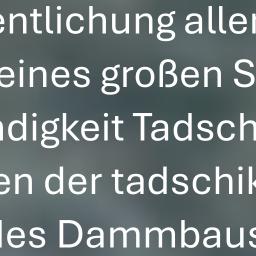 entlichung aller
eines großen S
ndigkeit Tadsch
en der tadschik
des Dammbaus